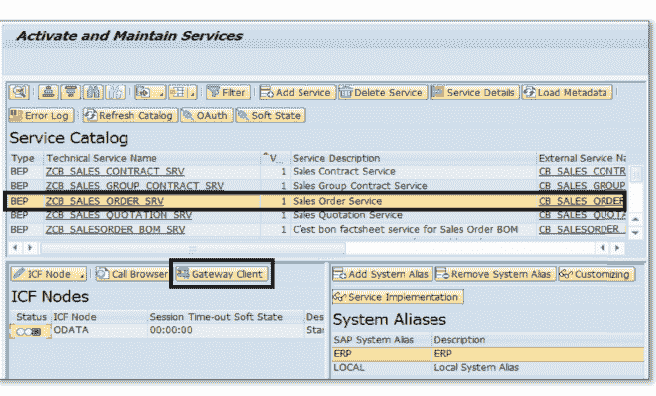 Activate and Maintain Services
Filter Add Service Delete Service Service Details Load Metadata
Error Log Refresh Catalog OAuth Soft State
Service Catalog
Type Technical Service Name V... Service Description External Service Na
BEP ZCB_SALES_CONTRACT_SRV 1 Sales Contract Service CB_SALES_CONTR
BEP ZCB_SALES_GROUP_CONTRACT_SRV 1 Sales Group Contract Service CB_SALES_GROUP
BEP ZCB_SALES_ORDER_SRV 1 Sales Order Service CB_SALES_ORDER
BEP ZCB_SALES_QUOTATION_SRV 1 Sales Quotation Service CB_SALES_QUOTA
BEP ZCB_SALESORDER_BOM_SRV 1 C'est bon factsheet service for Sales Order BOM CB_SALESORDER
ICF Node Call Browser Gateway Client
ICF Nodes
Status ICF Node Session Time-out Soft State Des
ODATA 00:00:00 Sta
Add System Alias Remove System Alias Customizing
Service Implementation
System Aliases
SAP System Alias Description
ERP ERP
LOCAL Local System Alias